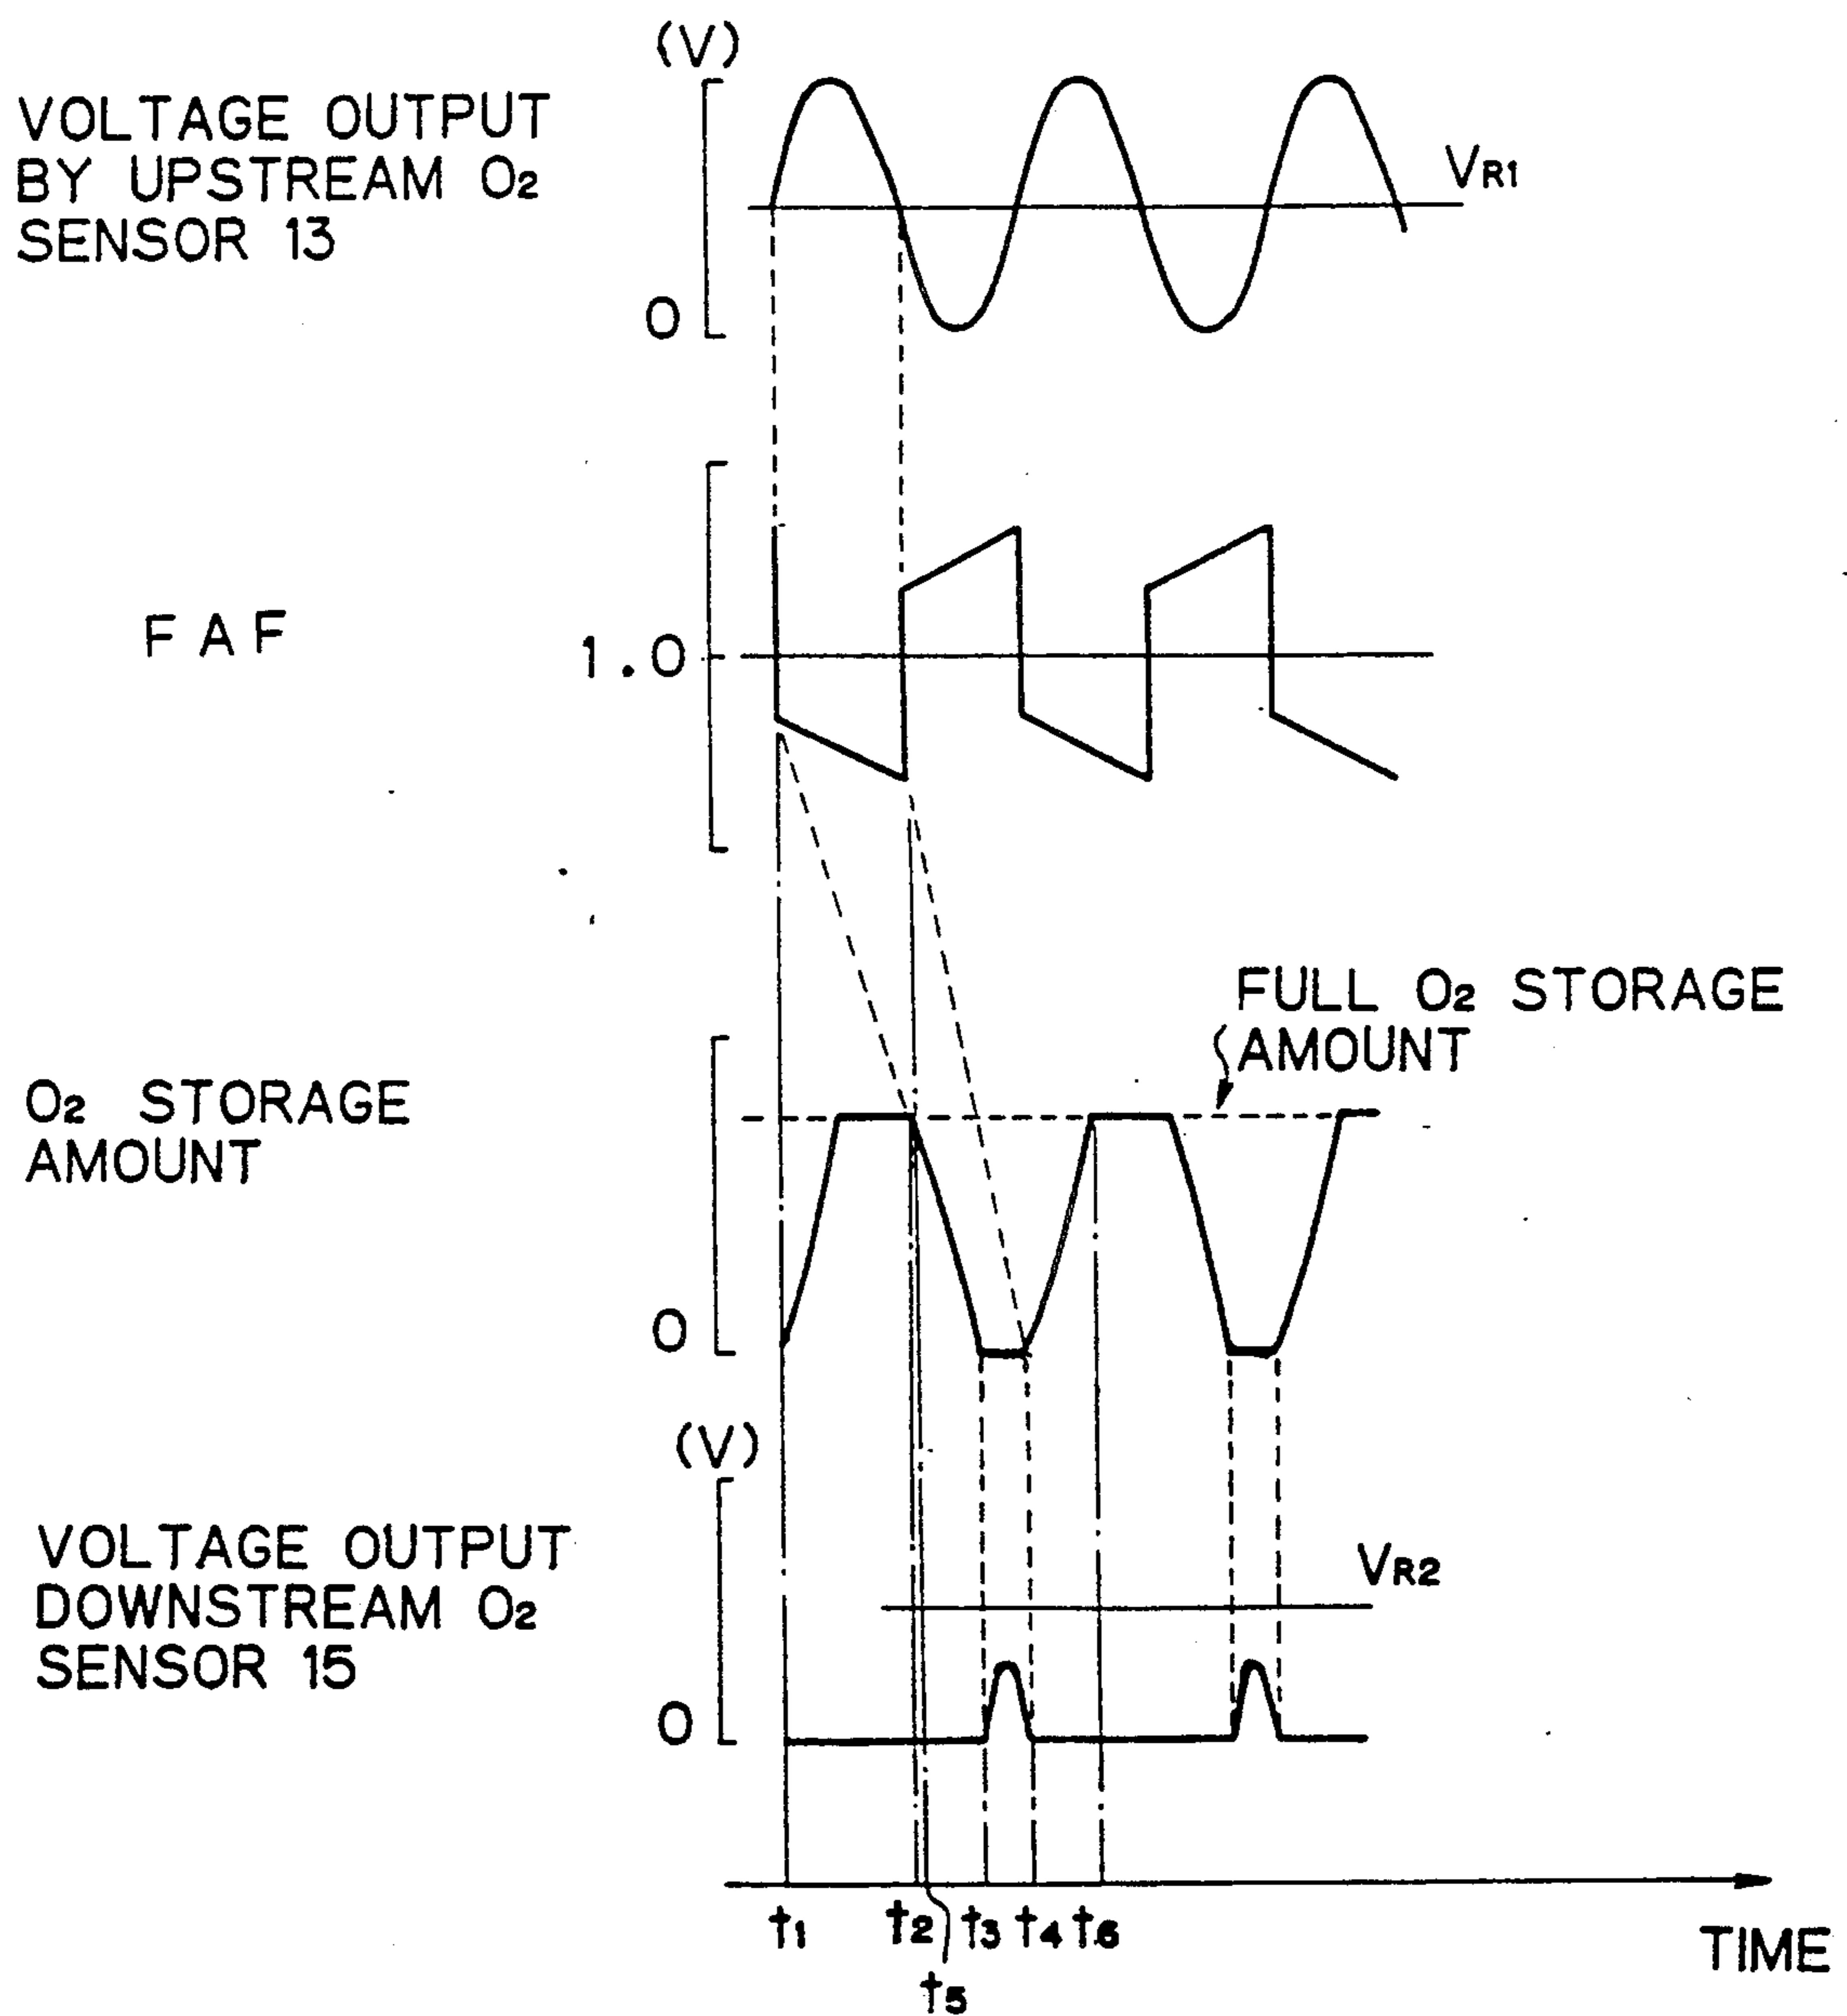 (V)
VOLTAGE OUTPUT
BY UPSTREAM O2
SENSOR 13
VR1
0
FAF
1.0
FULL O2 STORAGE
AMOUNT
O2 STORAGE
AMOUNT
0
(V)
VOLTAGE OUTPUT
DOWNSTREAM O2
SENSOR 15
VR2
0
t1 t2 t3 t4 t6
t5
TIME